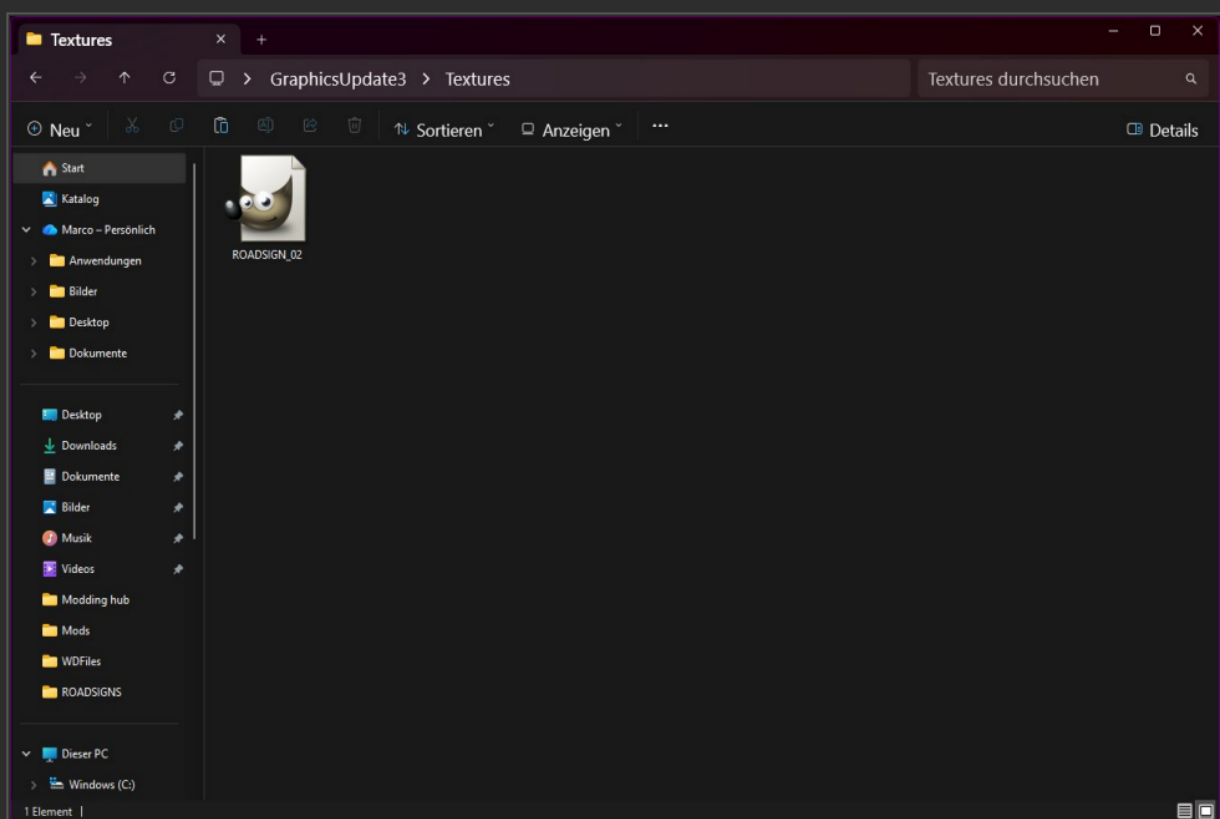 Textures
GraphicsUpdate3 > Textures
Textures durchsuchen
Neu
Sortieren
Anzeigen
...
Details
Start
Katalog
Marco – Persönlich
Anwendungen
Bilder
Desktop
Dokumente
Desktop
Downloads
Dokumente
Bilder
Musik
Videos
Modding hub
Mods
WDFiles
ROADSIGNS
Dieser PC
Windows (C:)
ROADSIGN_02
1 Element